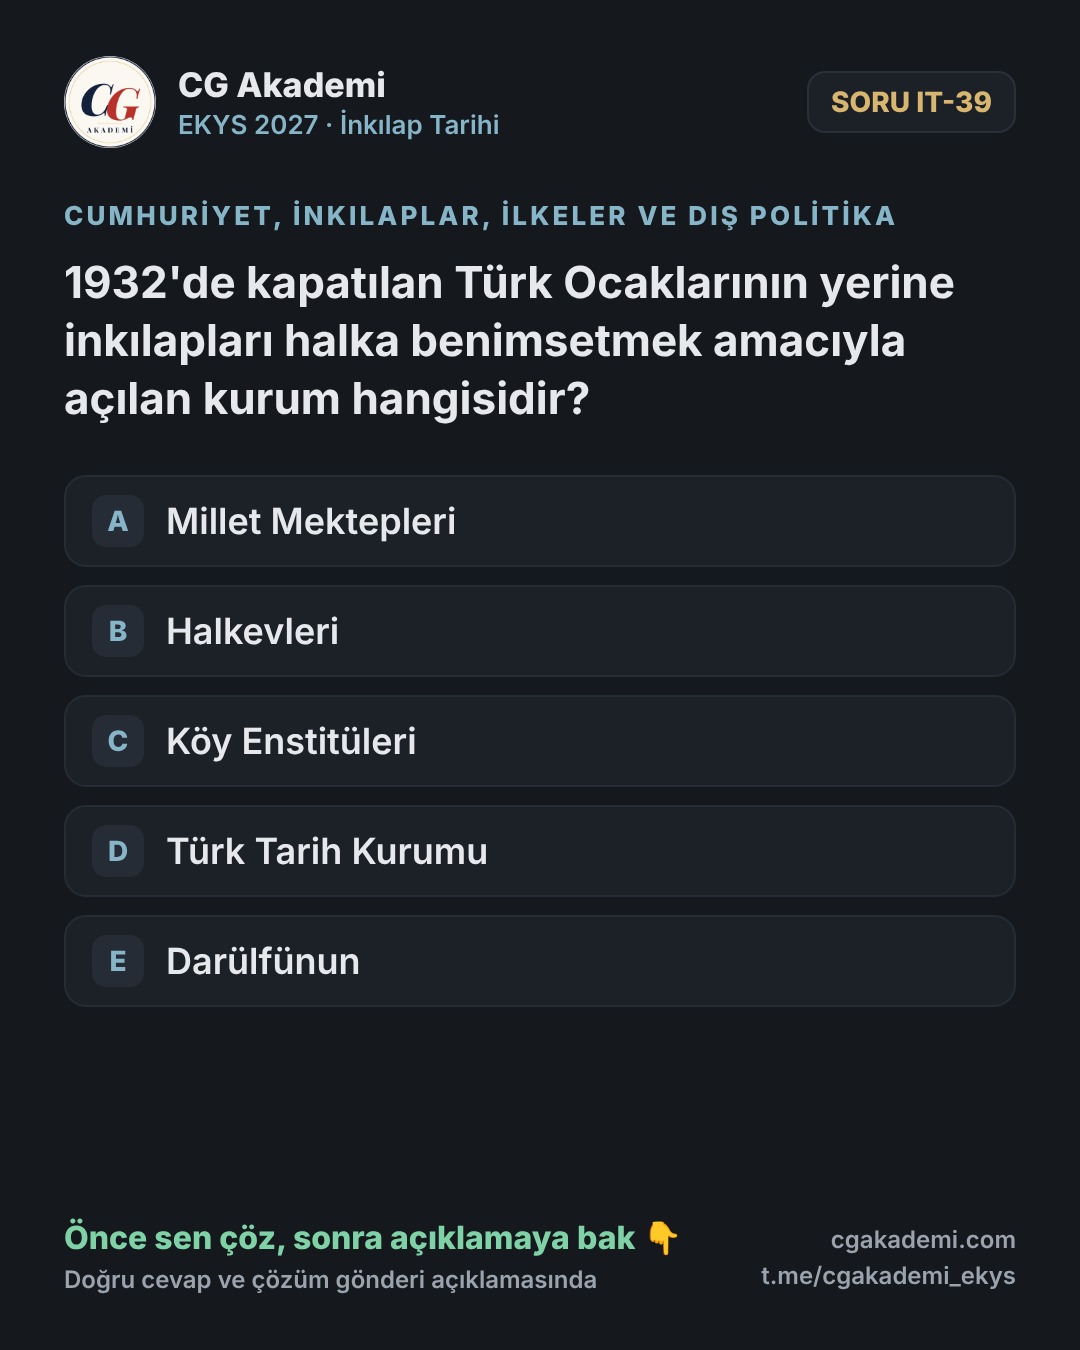 CG
AKADEMİ
CG Akademi
EKYS 2027 · İnkılap Tarihi
SORU IT-39
CUMHURİYET, İNKILAPLAR, İLKELER VE DIŞ POLİTİKA
1932'de kapatılan Türk Ocaklarının yerine
inkılapları halka benimsetmek amacıyla
açılan kurum hangisidir?
A Millet Mektepleri
B Halkevleri
C Köy Enstitüleri
D Türk Tarih Kurumu
E Darülfünun
Önce sen çöz, sonra açıklamaya bak 👇
Doğru cevap ve çözüm gönderi açıklamasında
cgakademi.com
t.me/cgakademi_ekys